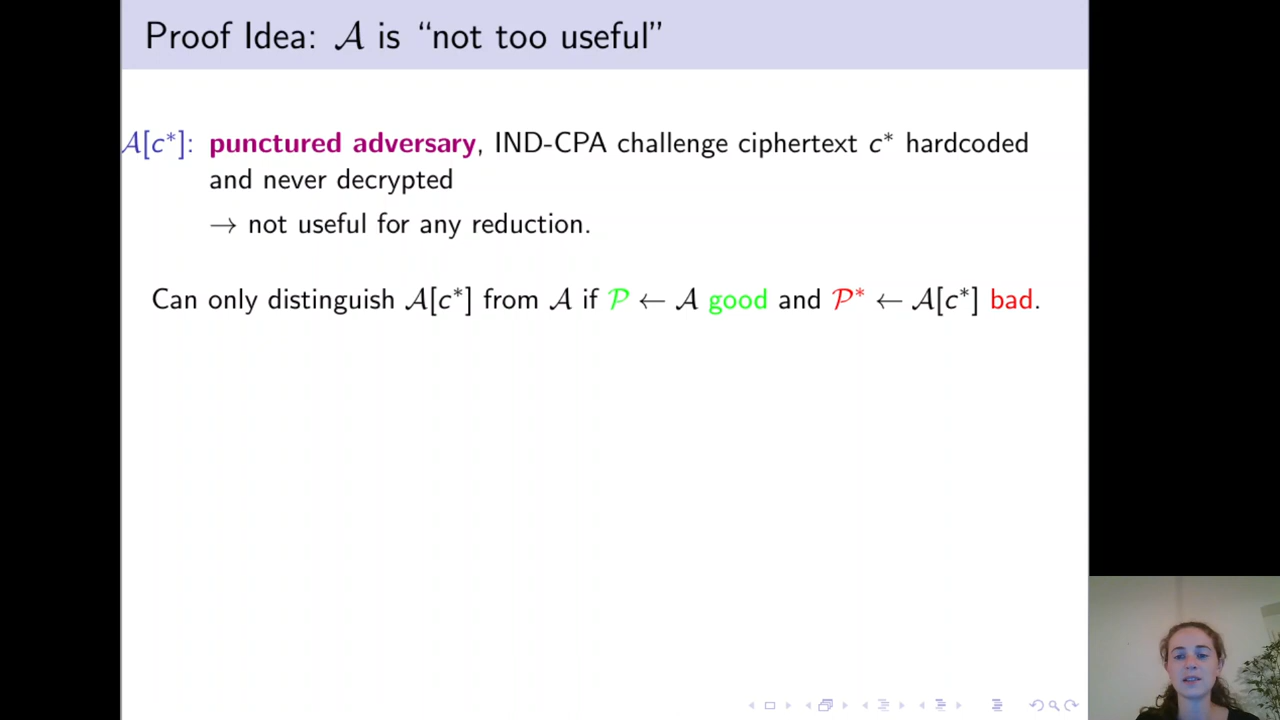 Proof Idea: 𝒜 is “not too useful”
𝒜[c*]: punctured adversary, IND-CPA challenge ciphertext c* hardcoded
and never decrypted
→ not useful for any reduction.
Can only distinguish 𝒜[c*] from 𝒜 if 𝒫 ← 𝒜 good and 𝒫* ← 𝒜[c*] bad.